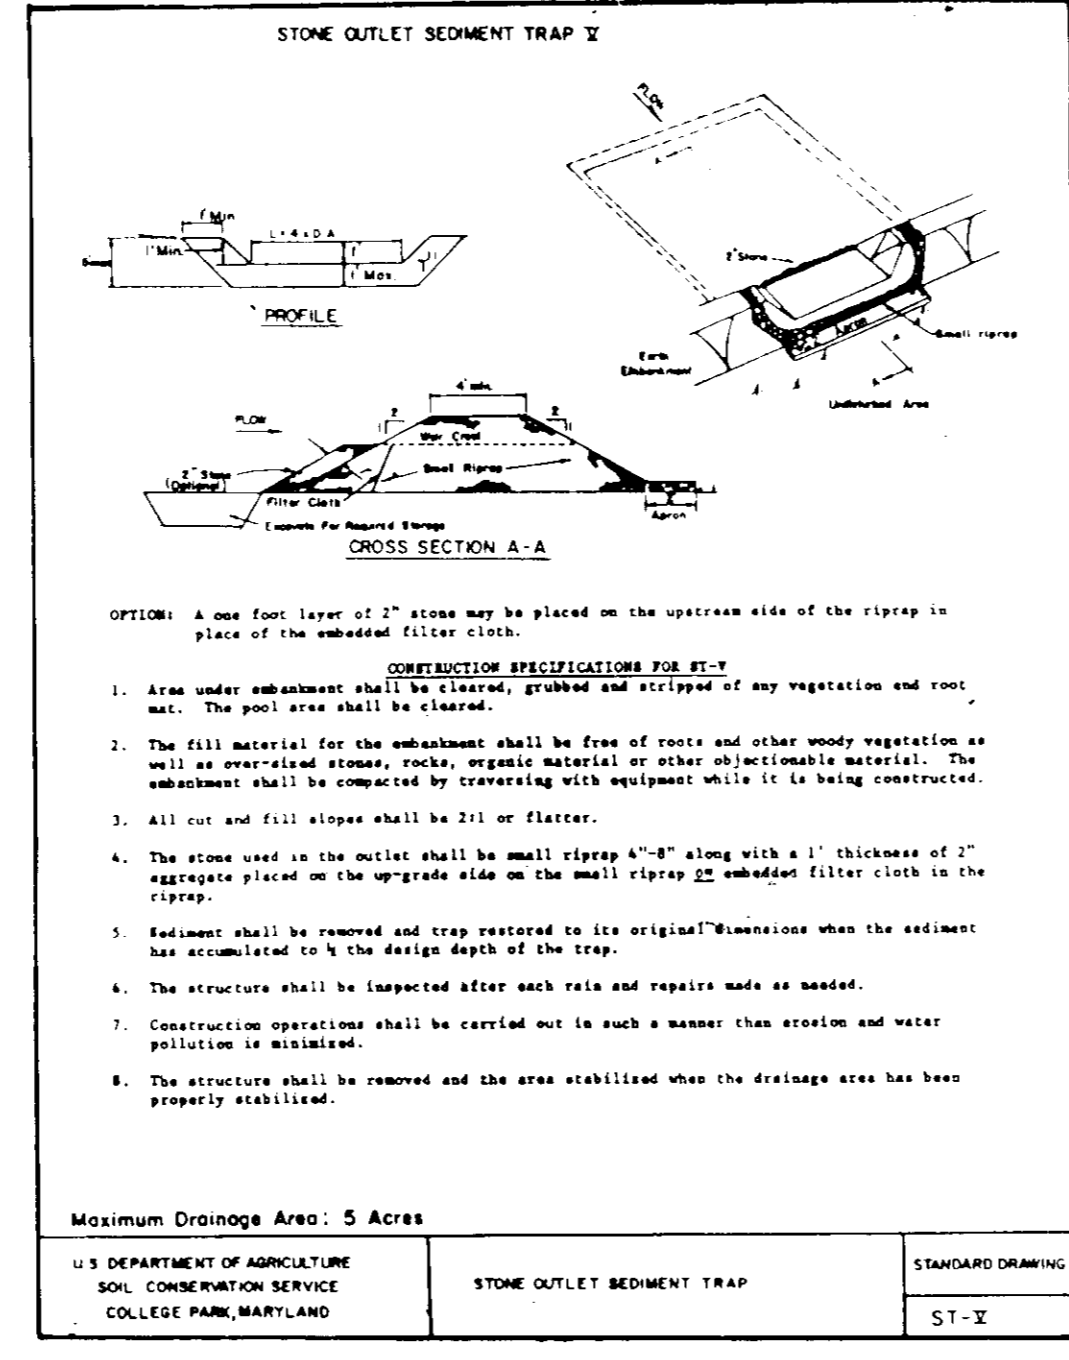 STONE OUTLET SEDIMENT TRAP V
FLOW
A
1' Min
L = 4 x D A
1' Min.
5' max
1'
1' Max.
PROFILE
2" Stone
Apron
Small riprap
Earth
Embankment
A
Undisturbed Area
4' min.
FLOW
2
1
2
1
Weir Crest
2" Stone
(Optional)
Small Riprap
Filter Cloth
Apron
Excavate For Required Storage
CROSS SECTION A-A
OPTION: A one foot layer of 2" stone may be placed on the upstream side of the riprap in
place of the embedded filter cloth.
CONSTRUCTION SPECIFICATIONS FOR ST-V
1. Area under embankment shall be cleared, grubbed and stripped of any vegetation and root
mat. The pool area shall be cleared.
2. The fill material for the embankment shall be free of roots and other woody vegetation as
well as over-sized stones, rocks, organic material or other objectionable material. The
embankment shall be compacted by traversing with equipment while it is being constructed.
3. All cut and fill slopes shall be 2:1 or flatter.
4. The stone used in the outlet shall be small riprap 4"-8" along with a 1' thickness of 2"
aggregate placed on the up-grade side on the small riprap or embedded filter cloth in the
riprap.
5. Sediment shall be removed and trap restored to its original dimensions when the sediment
has accumulated to the design depth of the trap.
6. The structure shall be inspected after each rain and repairs made as needed.
7. Construction operations shall be carried out in such a manner than erosion and water
pollution is minimized.
8. The structure shall be removed and the area stabilized when the drainage area has been
properly stabilized.
Maximum Drainage Area: 5 Acres
U S DEPARTMENT OF AGRICULTURE
SOIL CONSERVATION SERVICE
COLLEGE PARK, MARYLAND
STONE OUTLET SEDIMENT TRAP
STANDARD DRAWING
ST-V